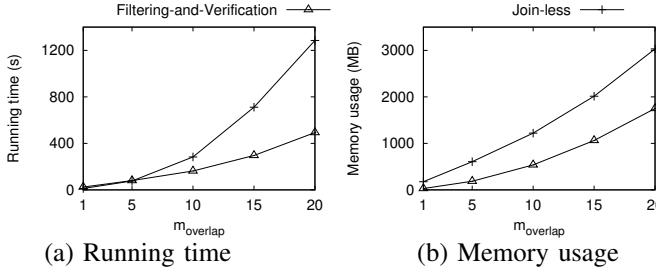 Filtering-and-Verification
Join-less
Running time (s)
1200
800
400
0
1 5 10 15 20
m_overlap
(a) Running time
Memory usage (MB)
3000
2000
1000
0
1 5 10 15 20
m_overlap
(b) Memory usage